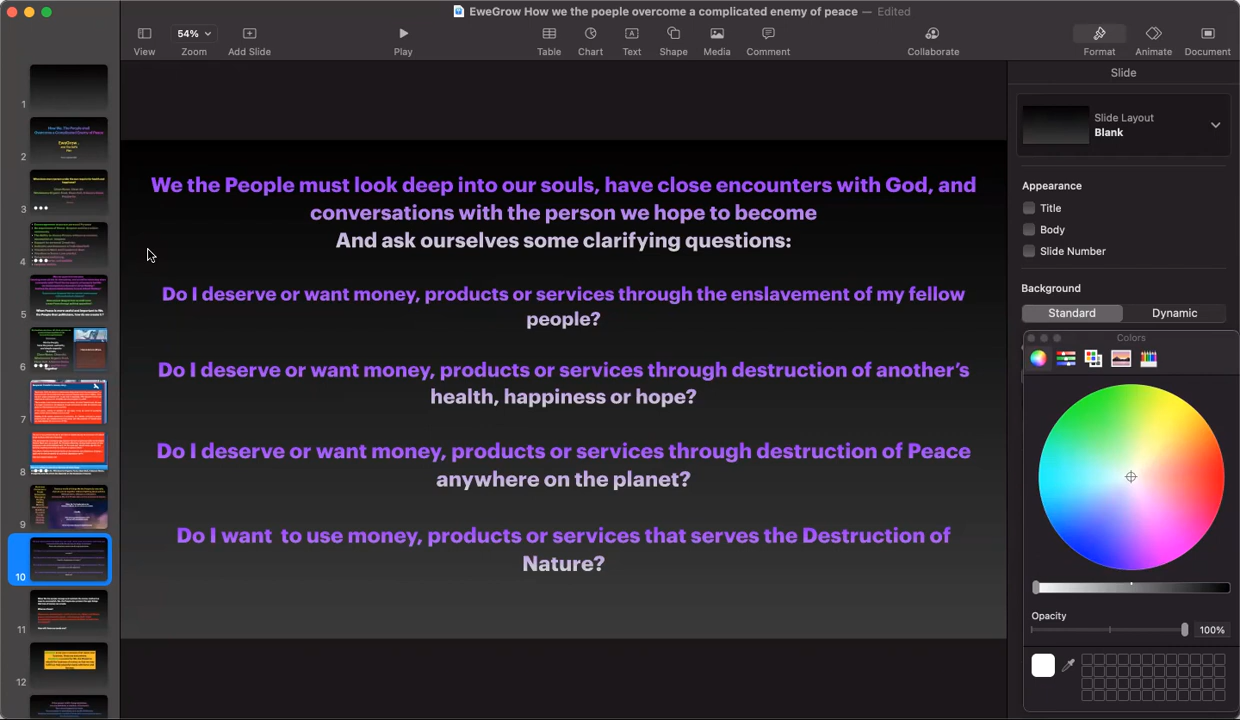 EweGrow How we the poeple overcome a complicated enemy of peace — Edited
View
54%
Zoom
Add Slide
Play
Table
Chart
Text
Shape
Media
Comment
Collaborate
Format
Animate
Document
Slide
Slide Layout
Blank
Appearance
Title
Body
Slide Number
Background
Standard
Dynamic
Colors
Opacity
100%
1
2
3
4
5
6
7
8
9
10
11
12
We the People must look deep into our souls, have close encounters with God, and
conversations with the person we hope to become
And ask ourselves some clarifying questions:
Do I deserve or want money, products or services through the enslavement of my fellow
people?
Do I deserve or want money, products or services through destruction of another's
health, happiness or hope?
Do I deserve or want money, products or services through destruction of Peace
anywhere on the planet?
Do I want to use money, products or services that serves the Destruction of
Nature?